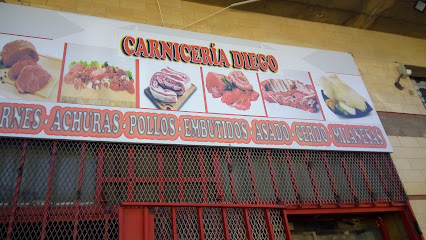 CARNICERÍA DIEGO
RNES - ACHURAS - POLLOS - EMBUTIDOS - ASADO - CERDO - MILANESAS